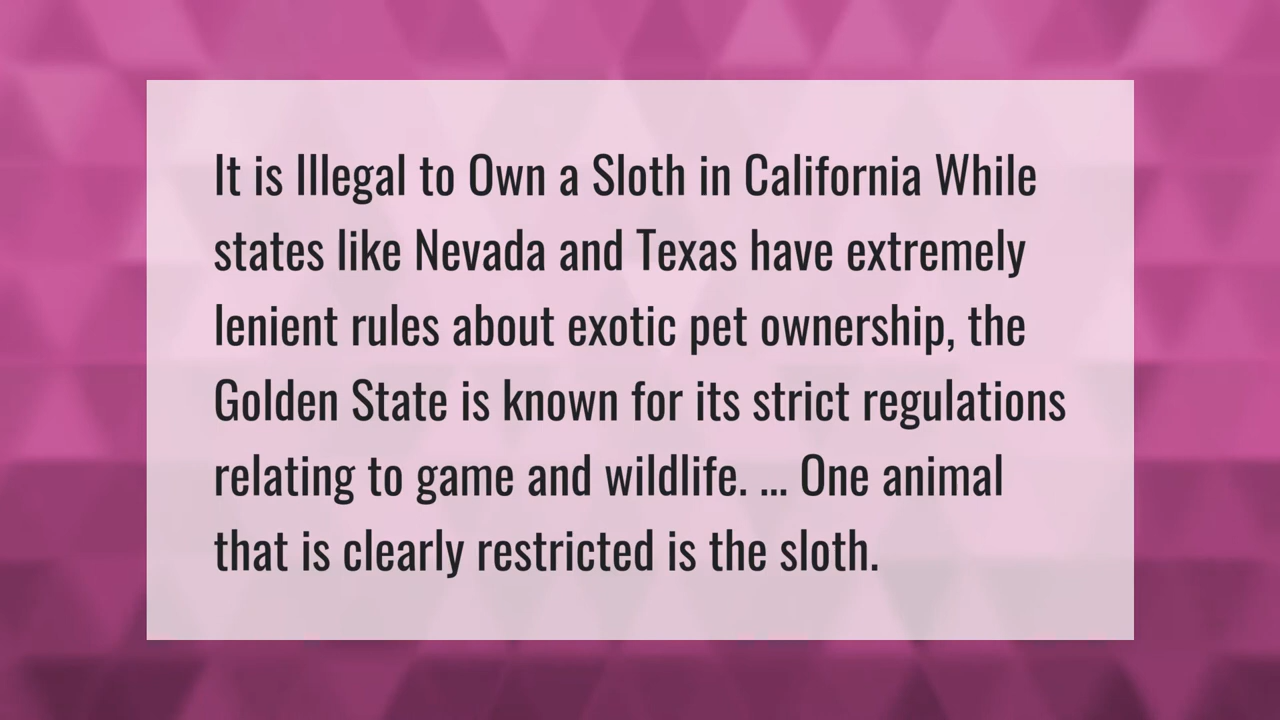 It is Illegal to Own a Sloth in California While
states like Nevada and Texas have extremely
lenient rules about exotic pet ownership, the
Golden State is known for its strict regulations
relating to game and wildlife. ... One animal
that is clearly restricted is the sloth.